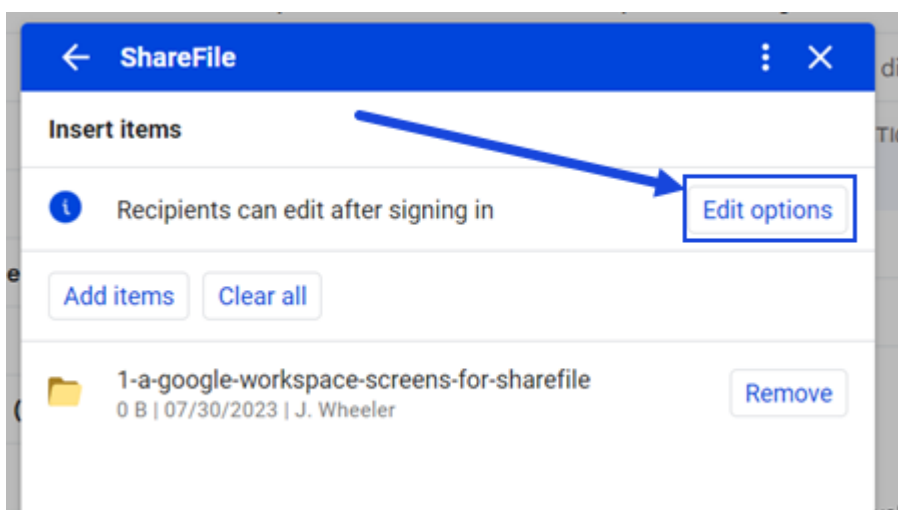 ShareFile
Insert items
Recipients can edit after signing in
Edit options
Add items
Clear all
1-a-google-workspace-screens-for-sharefile
0 B | 07/30/2023 | J. Wheeler
Remove